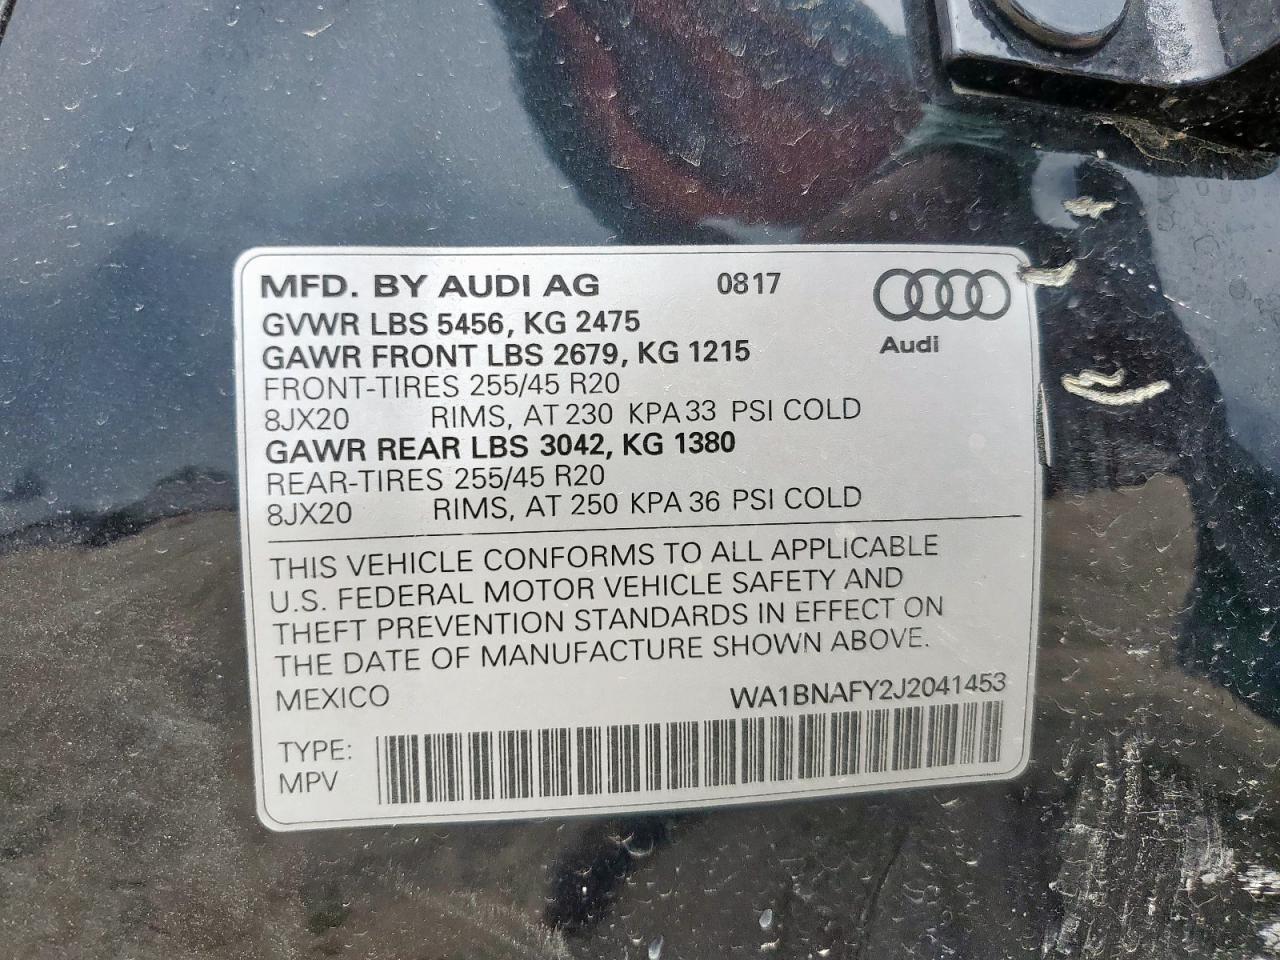 MFD. BY AUDI AG 0817
GVWR LBS 5456, KG 2475
GAWR FRONT LBS 2679, KG 1215
Audi
FRONT-TIRES 255/45 R20
8JX20 RIMS, AT 230 KPA 33 PSI COLD
GAWR REAR LBS 3042, KG 1380
REAR-TIRES 255/45 R20
8JX20 RIMS, AT 250 KPA 36 PSI COLD
THIS VEHICLE CONFORMS TO ALL APPLICABLE
U.S. FEDERAL MOTOR VEHICLE SAFETY AND
THEFT PREVENTION STANDARDS IN EFFECT ON
THE DATE OF MANUFACTURE SHOWN ABOVE.
MEXICO WA1BNAFY2J2041453
TYPE:
MPV